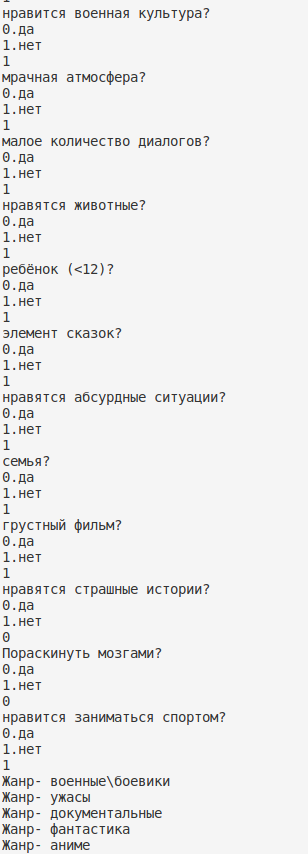 нравится военная культура?
0.да
1.нет
1
мрачная атмосфера?
0.да
1.нет
1
малое количество диалогов?
0.да
1.нет
1
нравятся животные?
0.да
1.нет
1
ребёнок (<12)?
0.да
1.нет
1
элемент сказок?
0.да
1.нет
1
нравятся абсурдные ситуации?
0.да
1.нет
1
семья?
0.да
1.нет
1
грустный фильм?
0.да
1.нет
1
нравятся страшные истории?
0.да
1.нет
0
Пораскинуть мозгами?
0.да
1.нет
0
нравится заниматься спортом?
0.да
1.нет
1
Жанр- военные\боевики
Жанр- ужасы
Жанр- документальные
Жанр- фантастика
Жанр- аниме